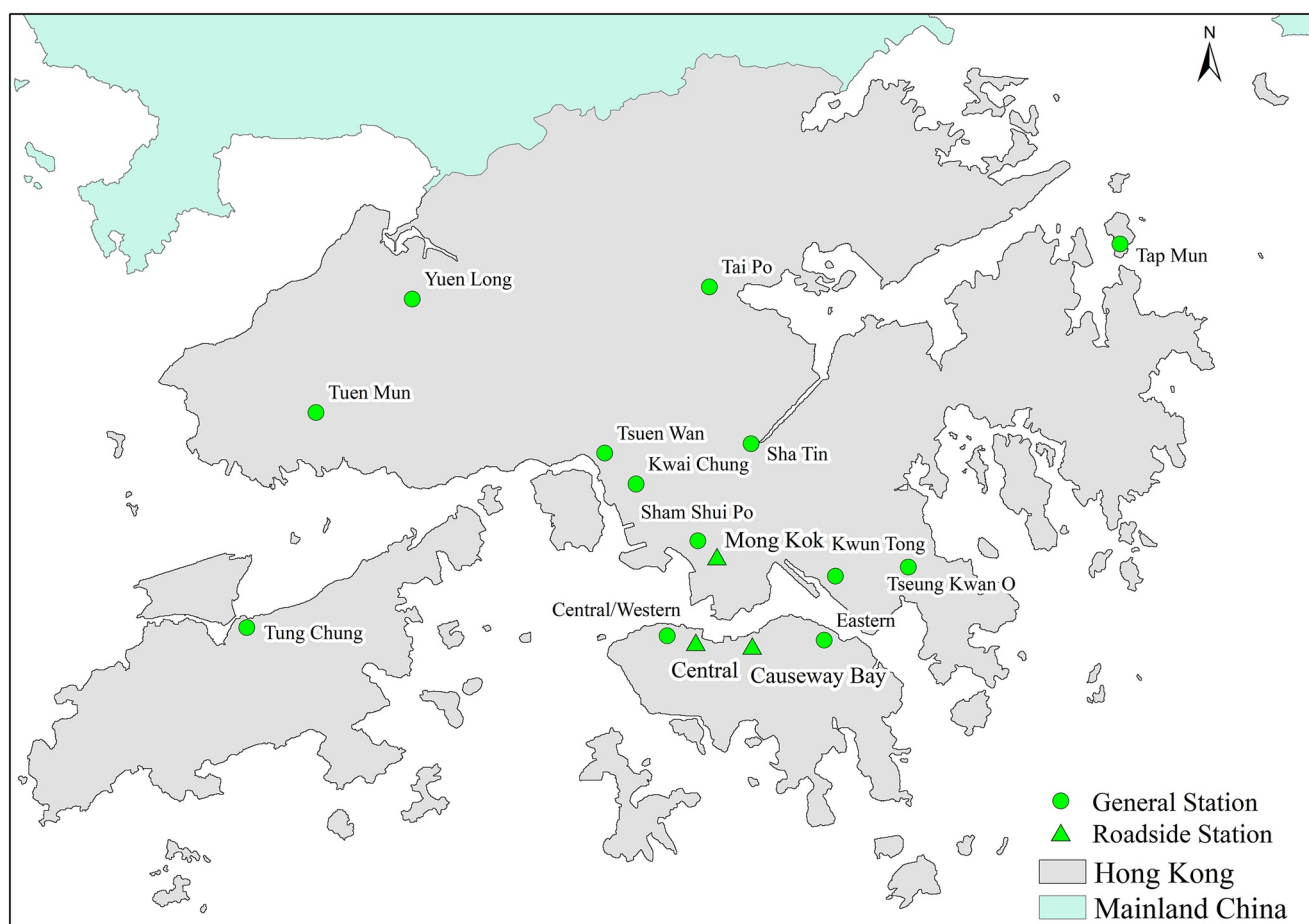 N
Tap Mun
Tai Po
Yuen Long
Tuen Mun
Tsuen Wan
Sha Tin
Kwai Chung
Sham Shui Po
Mong Kok
Kwun Tong
Tseung Kwan O
Central/Western
Eastern
Tung Chung
Central
Causeway Bay
General Station
Roadside Station
Hong Kong
Mainland China